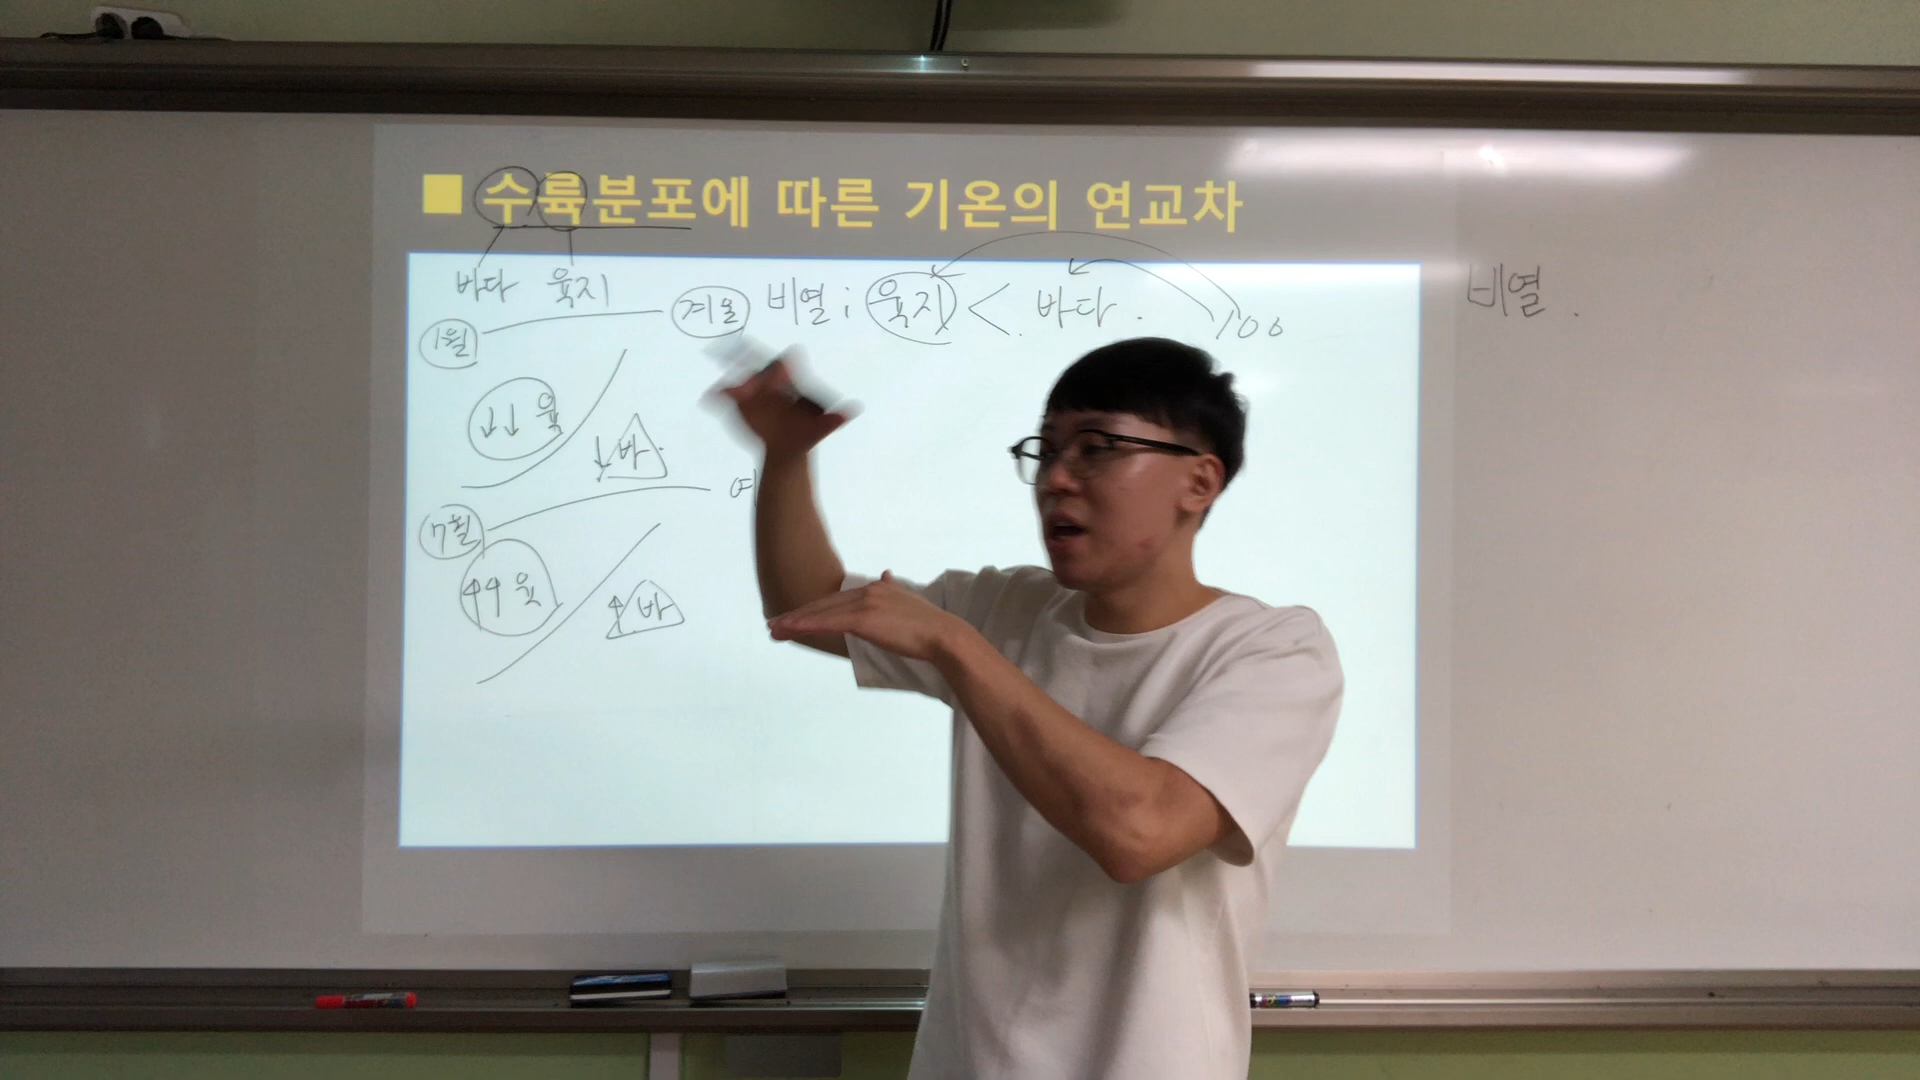 ■ 수륙분포에 따른 기온의 연교차
바다 육지
비열 ; 육지 < 바다 . 100
비열 .
1월 겨울
↓↓ 육
↓ 바
7월 여
↑↑ 육
↑ 바